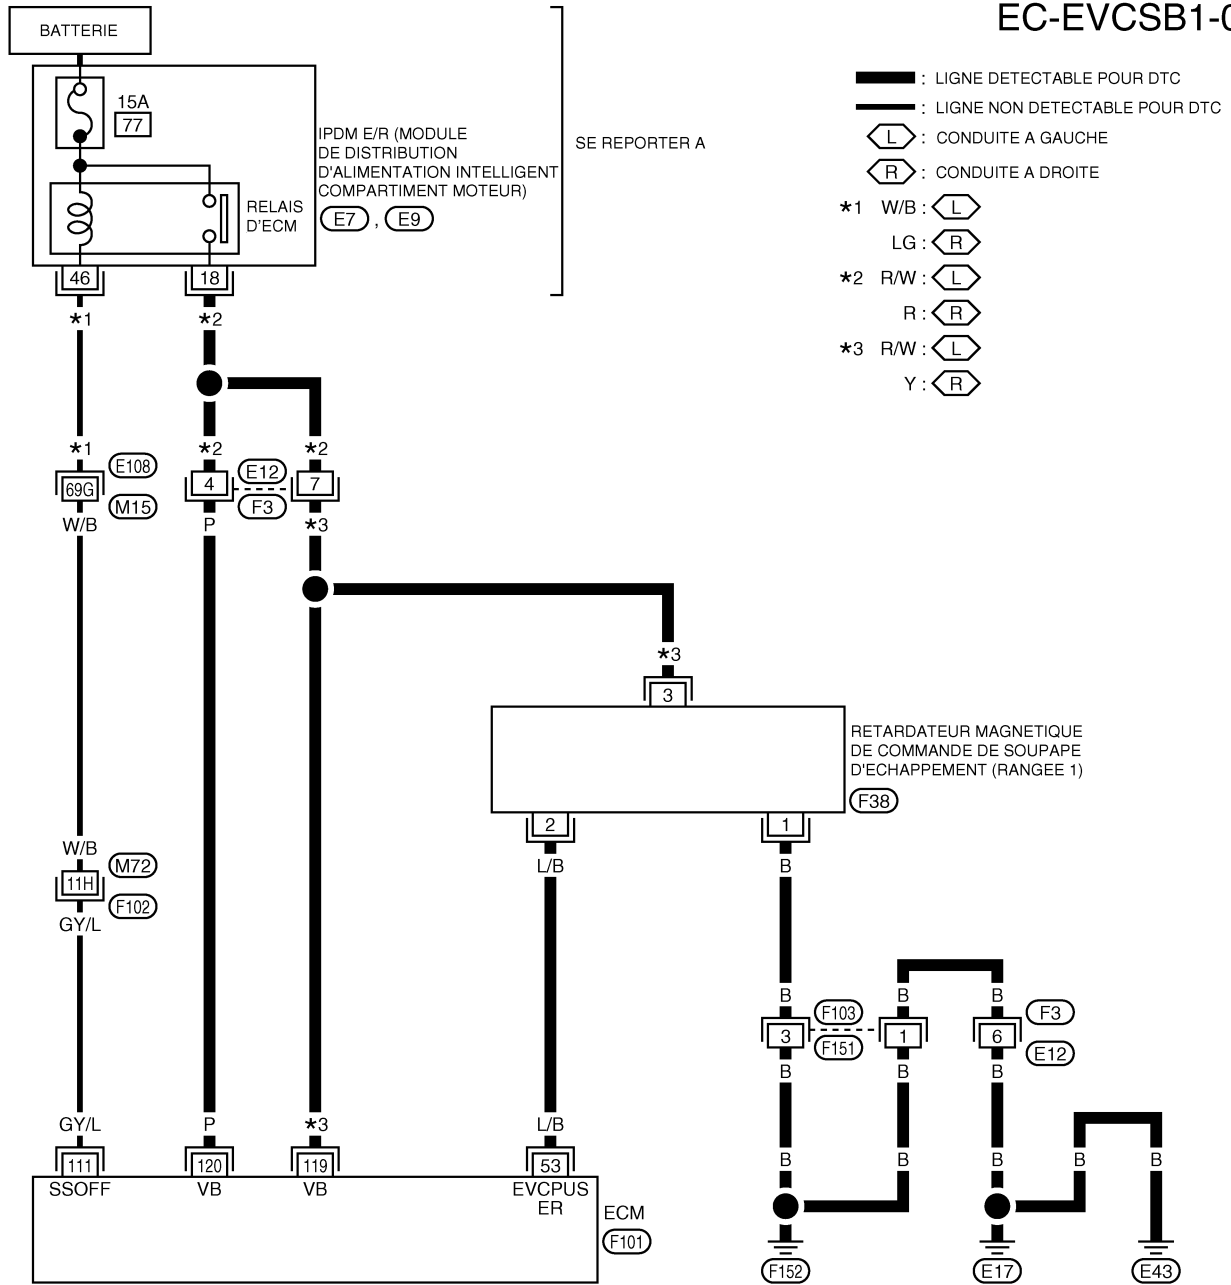 EC-EVCSB1-0
BATTERIE
15A
77
IPDM E/R (MODULE
DE DISTRIBUTION
D'ALIMENTATION INTELLIGENT
COMPARTIMENT MOTEUR)
E7 , E9
RELAIS
D'ECM
SE REPORTER A
: LIGNE DETECTABLE POUR DTC
: LIGNE NON DETECTABLE POUR DTC
L : CONDUITE A GAUCHE
R : CONDUITE A DROITE
*1 W/B : L
LG : R
*2 R/W : L
R : R
*3 R/W : L
Y : R
46 18
*1 *2
*1 *2 *2
69G E108 M15 4 E12 F3 7
W/B P *3
*3
3
RETARDATEUR MAGNETIQUE
DE COMMANDE DE SOUPAPE
D'ECHAPPEMENT (RANGEE 1)
F38
2 1
L/B B
W/B
11H M72 F102
GY/L
B B B
3 F103 F151 1 6 F3 E12
B B B
GY/L P *3 L/B
B B B B B
111 120 119 53
SSOFF VB VB EVCPUS
ER
ECM
F101
F152 E17 E43